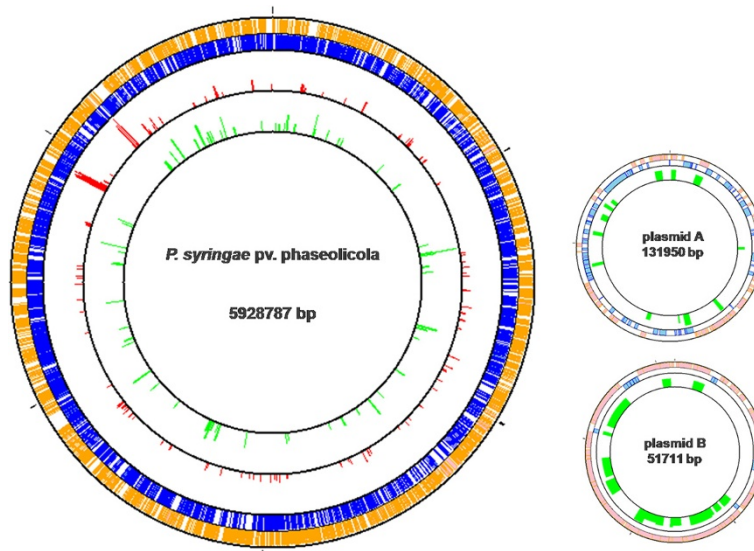 P. syringae pv. phaseolicola
5928787 bp
plasmid A
131950 bp
plasmid B
51711 bp